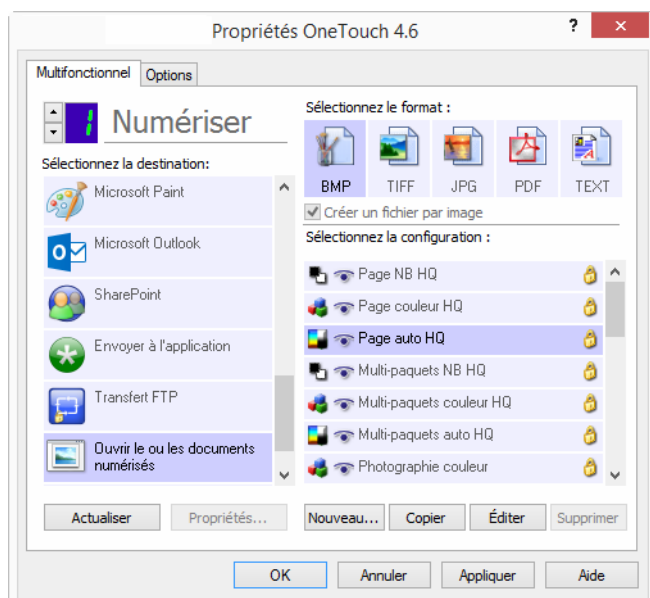 Propriétés OneTouch 4.6
?
Multifonctionnel
Options
1
Numériser
Sélectionnez la destination:
Microsoft Paint
Microsoft Outlook
SharePoint
Envoyer à l'application
Transfert FTP
Ouvrir le ou les documents
numérisés
Actualiser
Propriétés...
Sélectionnez le format :
BMP
TIFF
JPG
PDF
TEXT
Créer un fichier par image
Sélectionnez la configuration :
Page NB HQ
Page couleur HQ
Page auto HQ
Multi-paquets NB HQ
Multi-paquets couleur HQ
Multi-paquets auto HQ
Photographie couleur
Nouveau...
Copier
Éditer
Supprimer
OK
Annuler
Appliquer
Aide